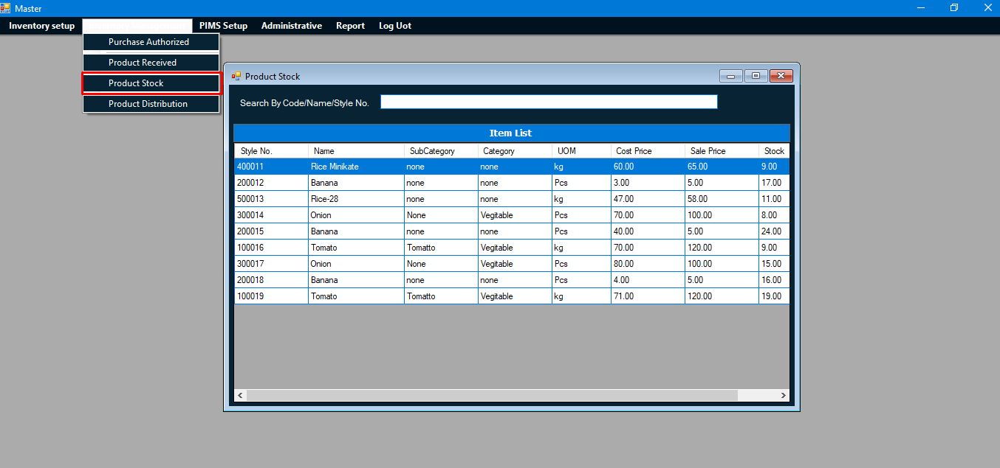 Master
Inventory setup PIMS Setup Administrative Report Log Uot
Purchase Authorized
Product Received
Product Stock
Product Distribution
Product Stock
Search By Code/Name/Style No.
Item List
Style No. Name SubCategory Category UOM Cost Price Sale Price Stock
400011 Rice Minikate none none kg 60.00 65.00 9.00
200012 Banana none none Pcs 3.00 5.00 17.00
500013 Rice-28 none none kg 47.00 58.00 11.00
300014 Onion None Vegitable Pcs 70.00 100.00 8.00
200015 Banana none none Pcs 40.00 5.00 24.00
100016 Tomato Tomatto Vegitable kg 70.00 120.00 9.00
300017 Onion None Vegitable Pcs 80.00 100.00 15.00
200018 Banana none none Pcs 4.00 5.00 16.00
100019 Tomato Tomatto Vegitable kg 71.00 120.00 19.00